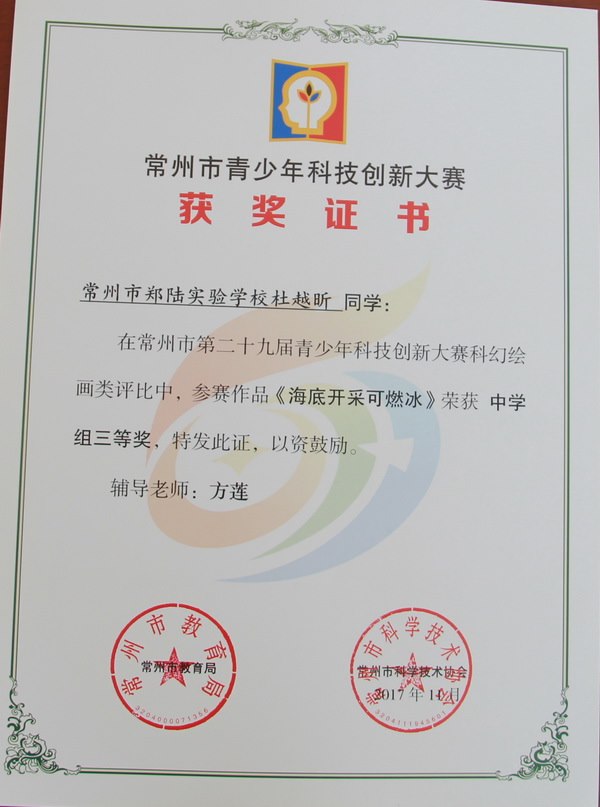 常州市青少年科技创新大赛
获奖证书
常州市郑陆实验学校杜越昕 同学：
在常州市第二十九届青少年科技创新大赛科幻绘
画类评比中，参赛作品《海底开采可燃冰》荣获 中学
组三等奖，特发此证，以资鼓励。
辅导老师：方莲
常州市教育局
常州市教育局
3204000071366
常州市科学技术协会
常州市科学技术协会
2017年11月